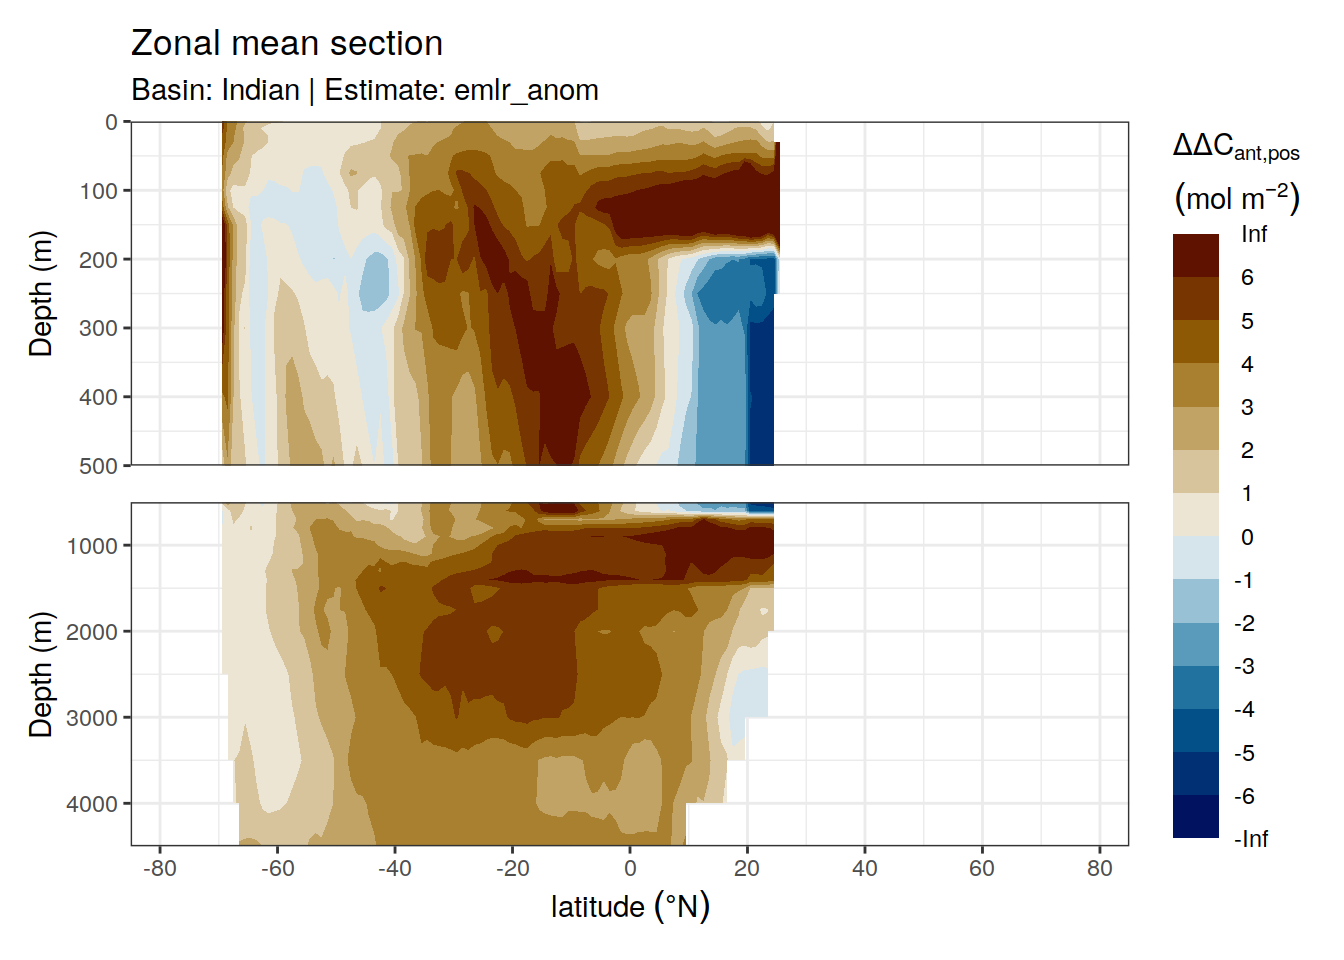 Zonal mean section
Basin: Indian | Estimate: emlr_anom
ΔΔCant,pos
(mol m−2)
Inf
6
5
4
3
2
1
0
-1
-2
-3
-4
-5
-6
-Inf
Depth (m)
0
100
200
300
400
500
Depth (m)
1000
2000
3000
4000
-80 -60 -40 -20 0 20 40 60 80
latitude (°N)